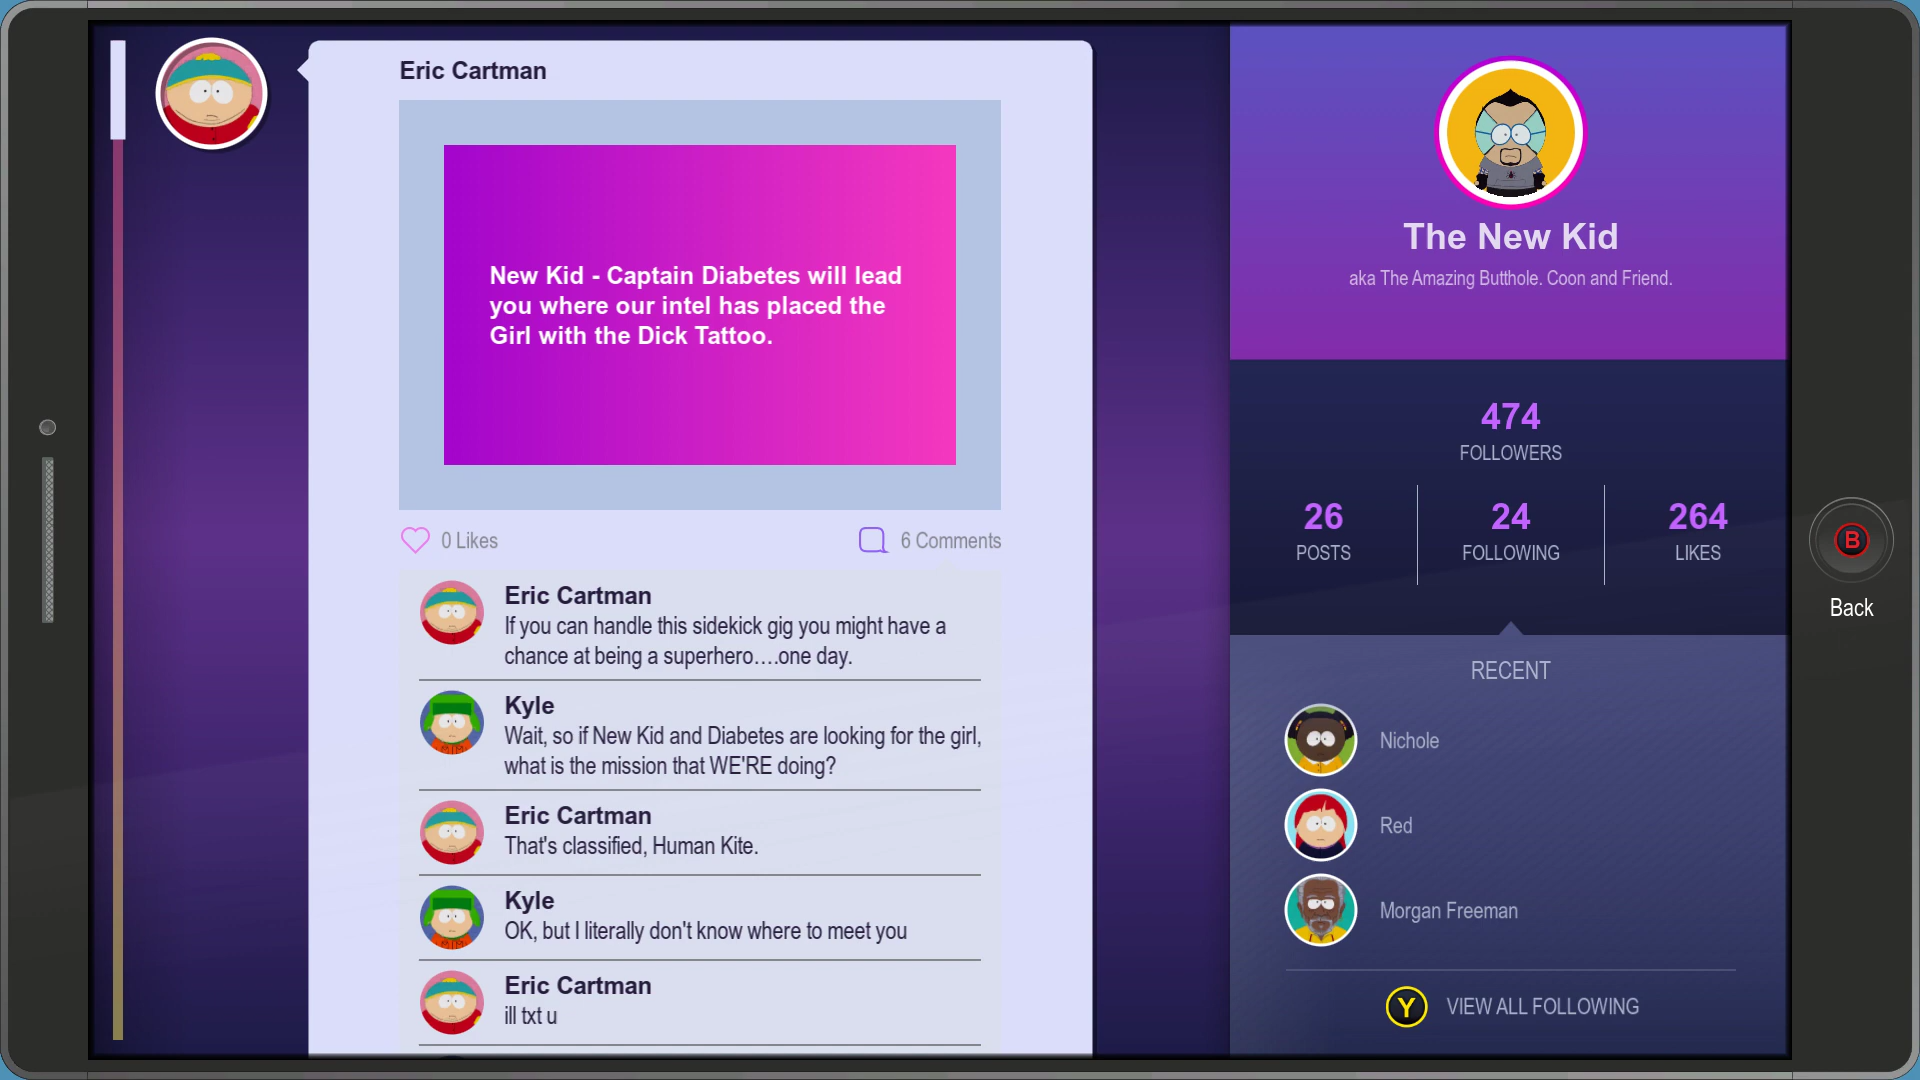 Eric Cartman
New Kid - Captain Diabetes will lead
you where our intel has placed the
Girl with the Dick Tattoo.
0 Likes
6 Comments
Eric Cartman
If you can handle this sidekick gig you might have a
chance at being a superhero....one day.
Kyle
Wait, so if New Kid and Diabetes are looking for the girl,
what is the mission that WE'RE doing?
Eric Cartman
That's classified, Human Kite.
Kyle
OK, but I literally don't know where to meet you
Eric Cartman
ill txt u
The New Kid
aka The Amazing Butthole. Coon and Friend.
474
FOLLOWERS
26
POSTS
24
FOLLOWING
264
LIKES
RECENT
Nichole
Red
Morgan Freeman
Y VIEW ALL FOLLOWING
B
Back